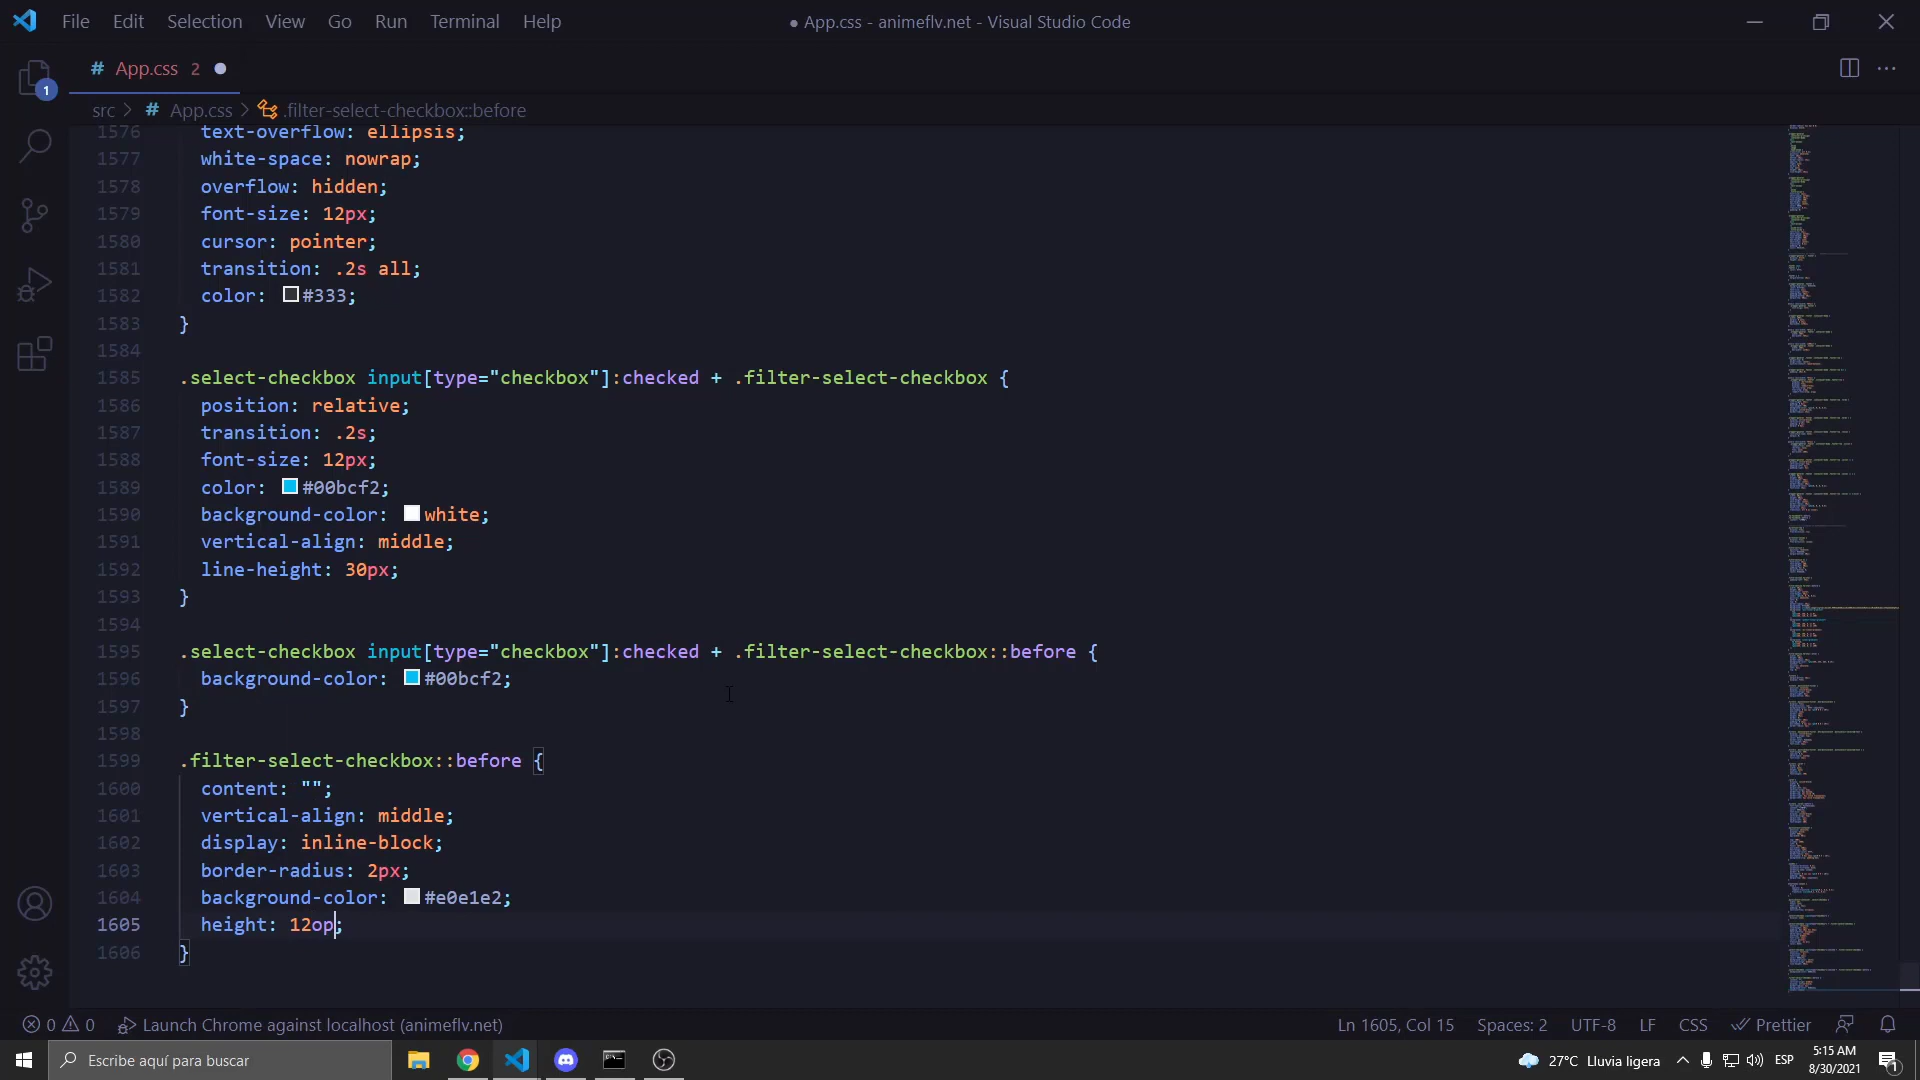 File Edit Selection View Go Run Terminal Help
● App.css - animeflv.net - Visual Studio Code
# App.css 2 ●
1
src > # App.css > .filter-select-checkbox::before
1576 text-overflow: ellipsis;
1577 white-space: nowrap;
1578 overflow: hidden;
1579 font-size: 12px;
1580 cursor: pointer;
1581 transition: .2s all;
1582 color: #333;
1583 }
1584
1585 .select-checkbox input[type="checkbox"]:checked + .filter-select-checkbox {
1586 position: relative;
1587 transition: .2s;
1588 font-size: 12px;
1589 color: #00bcf2;
1590 background-color: white;
1591 vertical-align: middle;
1592 line-height: 30px;
1593 }
1594
1595 .select-checkbox input[type="checkbox"]:checked + .filter-select-checkbox::before {
1596 background-color: #00bcf2;
1597 }
1598
1599 .filter-select-checkbox::before {
1600 content: "";
1601 vertical-align: middle;
1602 display: inline-block;
1603 border-radius: 2px;
1604 background-color: #e0e1e2;
1605 height: 12op;
1606 }
0 0 Launch Chrome against localhost (animeflv.net) Ln 1605, Col 15 Spaces: 2 UTF-8 LF CSS Prettier
Escribe aquí para buscar
27°C Lluvia ligera ESP
5:15 AM
8/30/2021
1